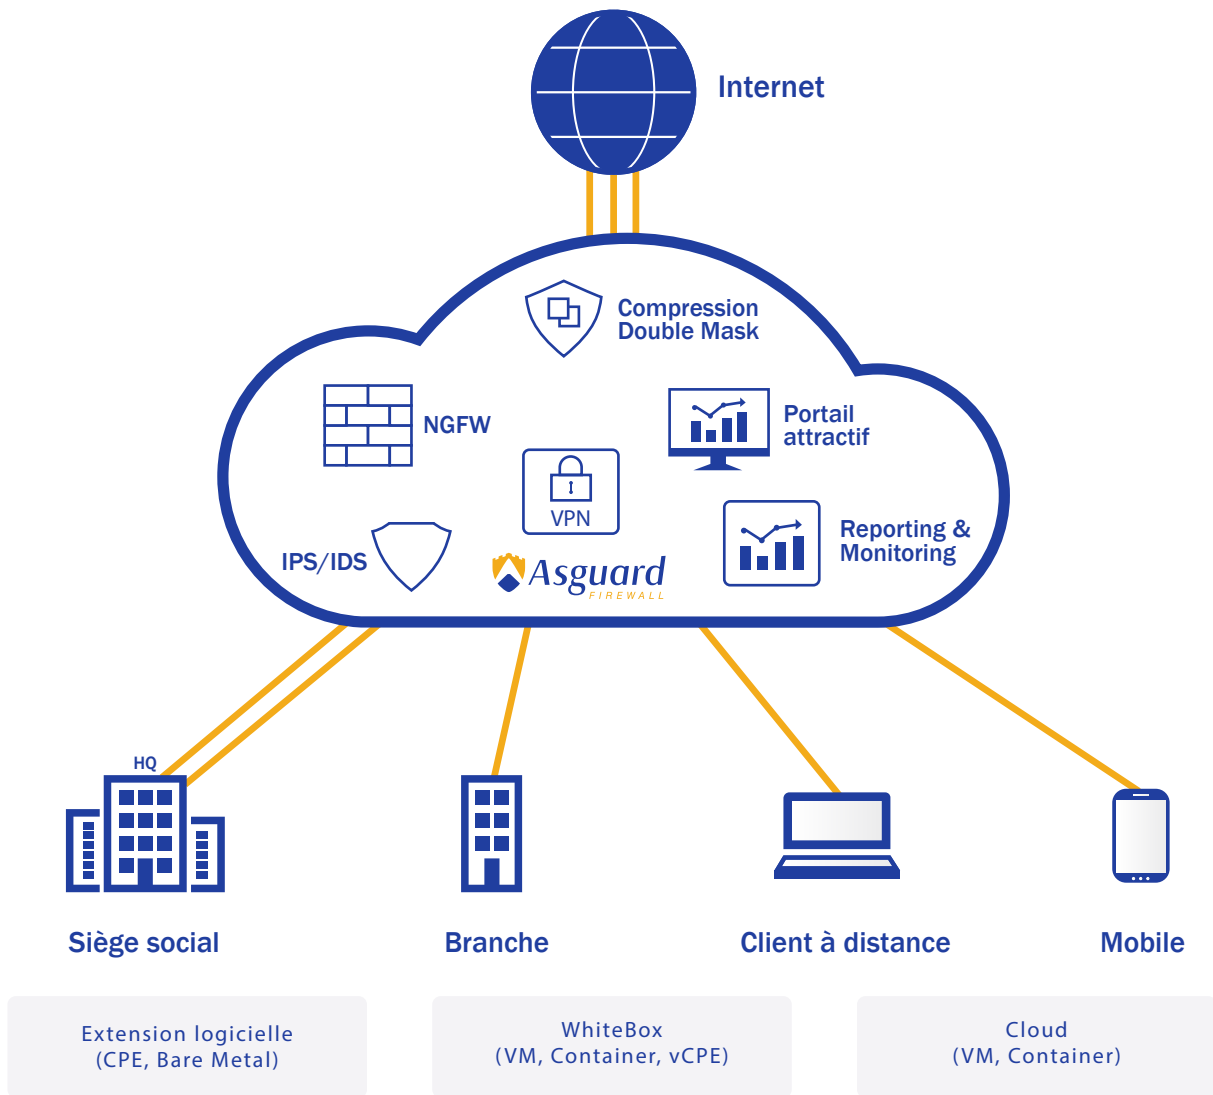 Internet
Compression
Double Mask
NGFW
Portail
attractif
VPN
Reporting &
Monitoring
IPS/IDS
Asguard
FIREWALL
HQ
Siège social
Branche
Client à distance
Mobile
Extension logicielle
(CPE, Bare Metal)
WhiteBox
(VM, Container, vCPE)
Cloud
(VM, Container)